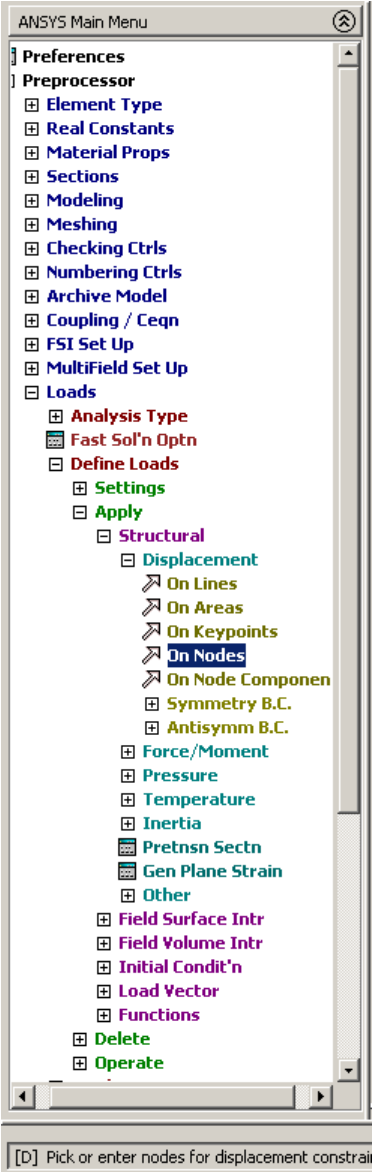 ANSYS Main Menu
Preferences
Preprocessor
Element Type
Real Constants
Material Props
Sections
Modeling
Meshing
Checking Ctrls
Numbering Ctrls
Archive Model
Coupling / Ceqn
FSI Set Up
MultiField Set Up
Loads
Analysis Type
Fast Sol'n Optn
Define Loads
Settings
Apply
Structural
Displacement
On Lines
On Areas
On Keypoints
On Nodes
On Node Componen
Symmetry B.C.
Antisymm B.C.
Force/Moment
Pressure
Temperature
Inertia
Pretnsn Sectn
Gen Plane Strain
Other
Field Surface Intr
Field Volume Intr
Initial Condit'n
Load Vector
Functions
Delete
Operate
[D] Pick or enter nodes for displacement constrain